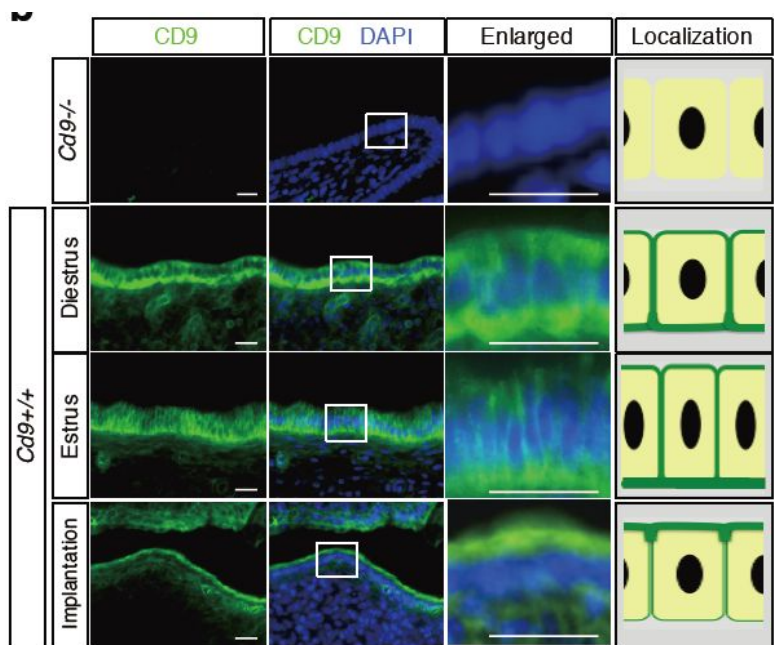 b
CD9
CD9 DAPI
Enlarged
Localization
Cd9-/-
Cd9+/+
Diestrus
Estrus
Implantation